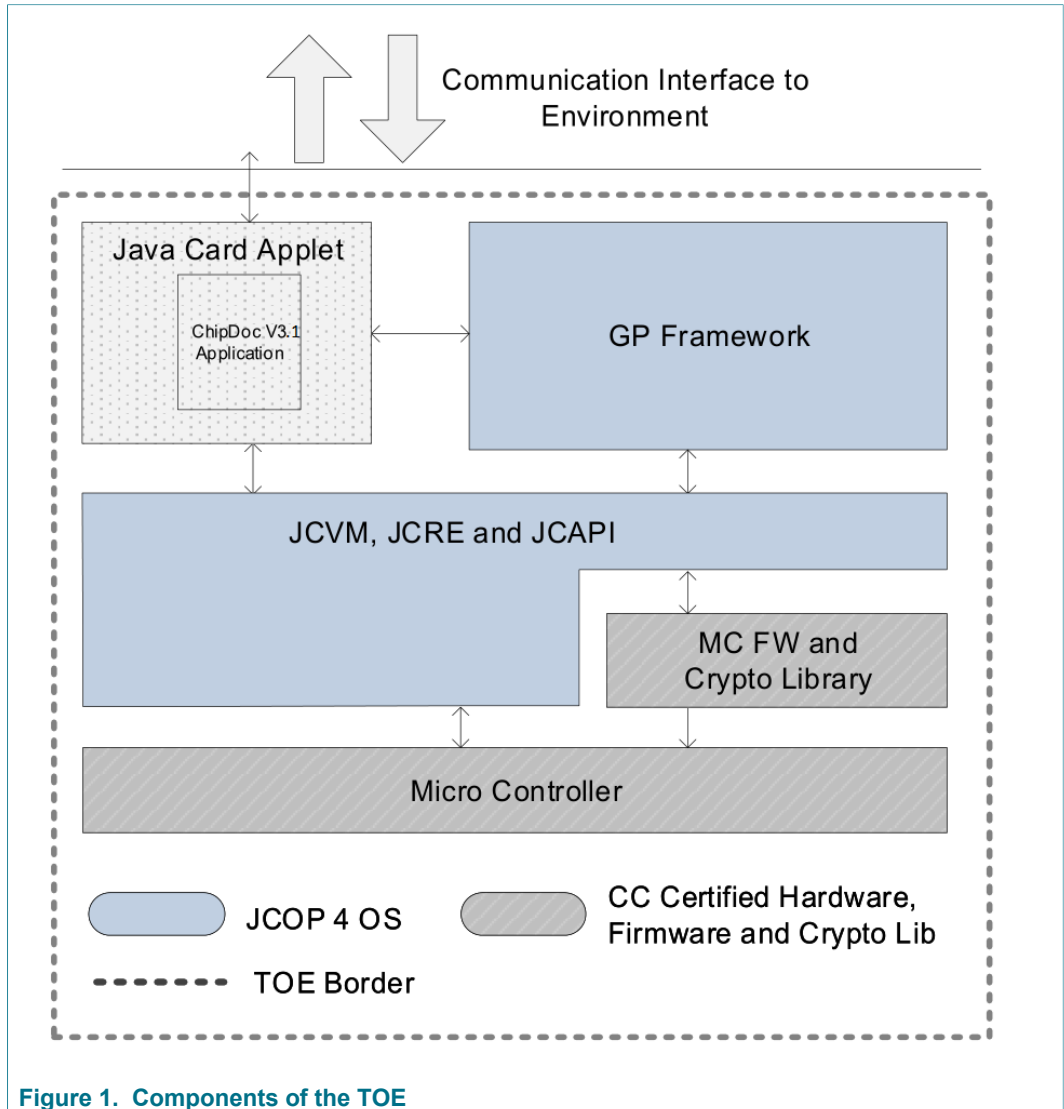 Communication Interface to
Environment
Java Card Applet
ChipDoc V3.1
Application
GP Framework
JCVM, JCRE and JCAPI
MC FW and
Crypto Library
Micro Controller
JCOP 4 OS
CC Certified Hardware,
Firmware and Crypto Lib
TOE Border
Figure 1. Components of the TOE